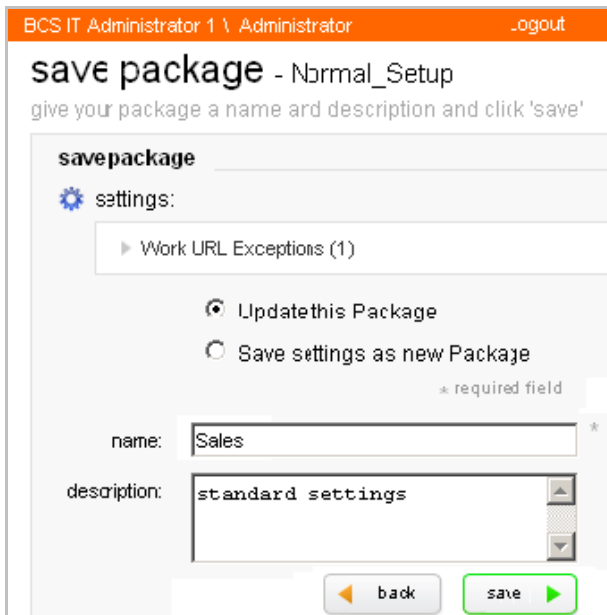 BCS IT Administrator 1 \ Administrator Logout
save package - Normal_Setup
give your package a name and description and click 'save'
save package
settings:
Work URL Exceptions (1)
Update this Package
Save settings as new Package
* required field
name: Sales *
description: standard settings
back save